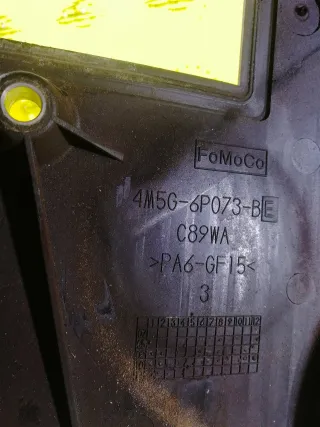 FoMoCo
4M5G-6P073-BE
C89WA
>PA6-GF15<
3
1 2 3 4 5 6 7 8 9 10 11 12